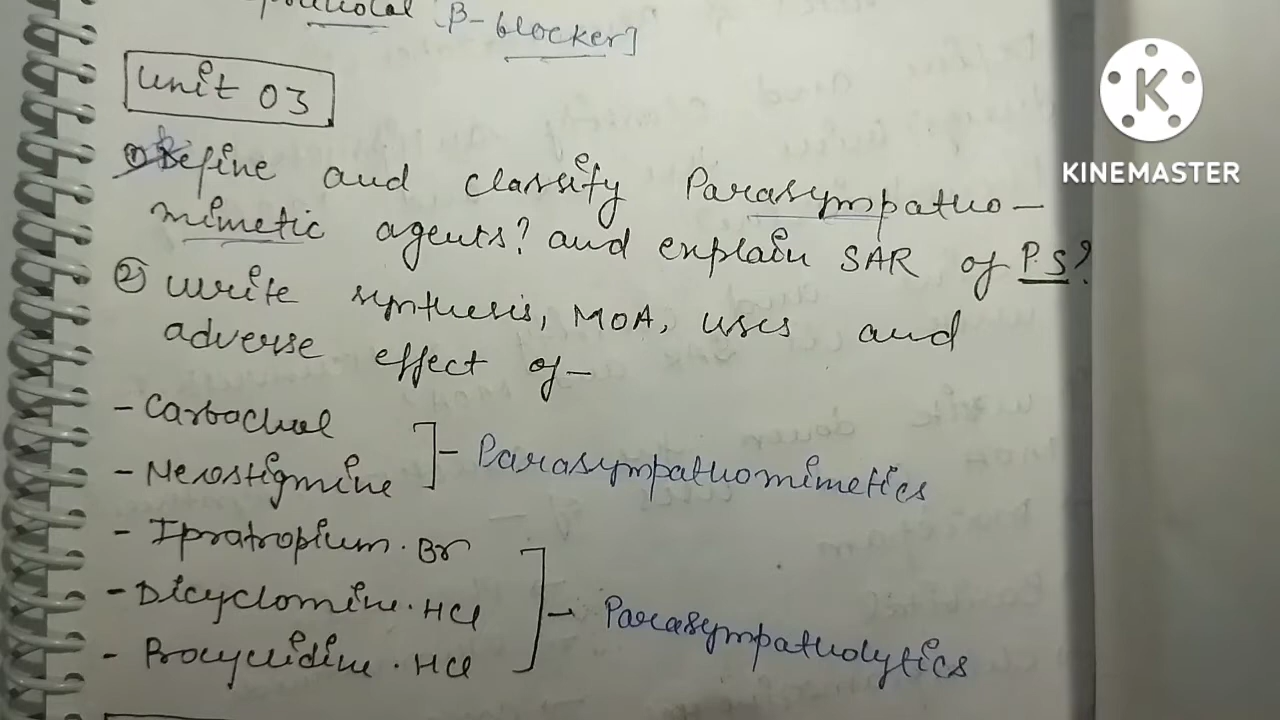 [β-blocker]
Unit 03
① Define and classify Parasympatho-
mimetic agents? and explain SAR of P.S?
② Write synthesis, MOA, uses and
adverse effect of-
- Carbachol
- Neostigmine ]- Parasympathomimetics
- Ipratropium. Br
- Dicyclomine. HCl ]- Parasympatholytics
- Procyclidine. HCl
K
KINEMASTER